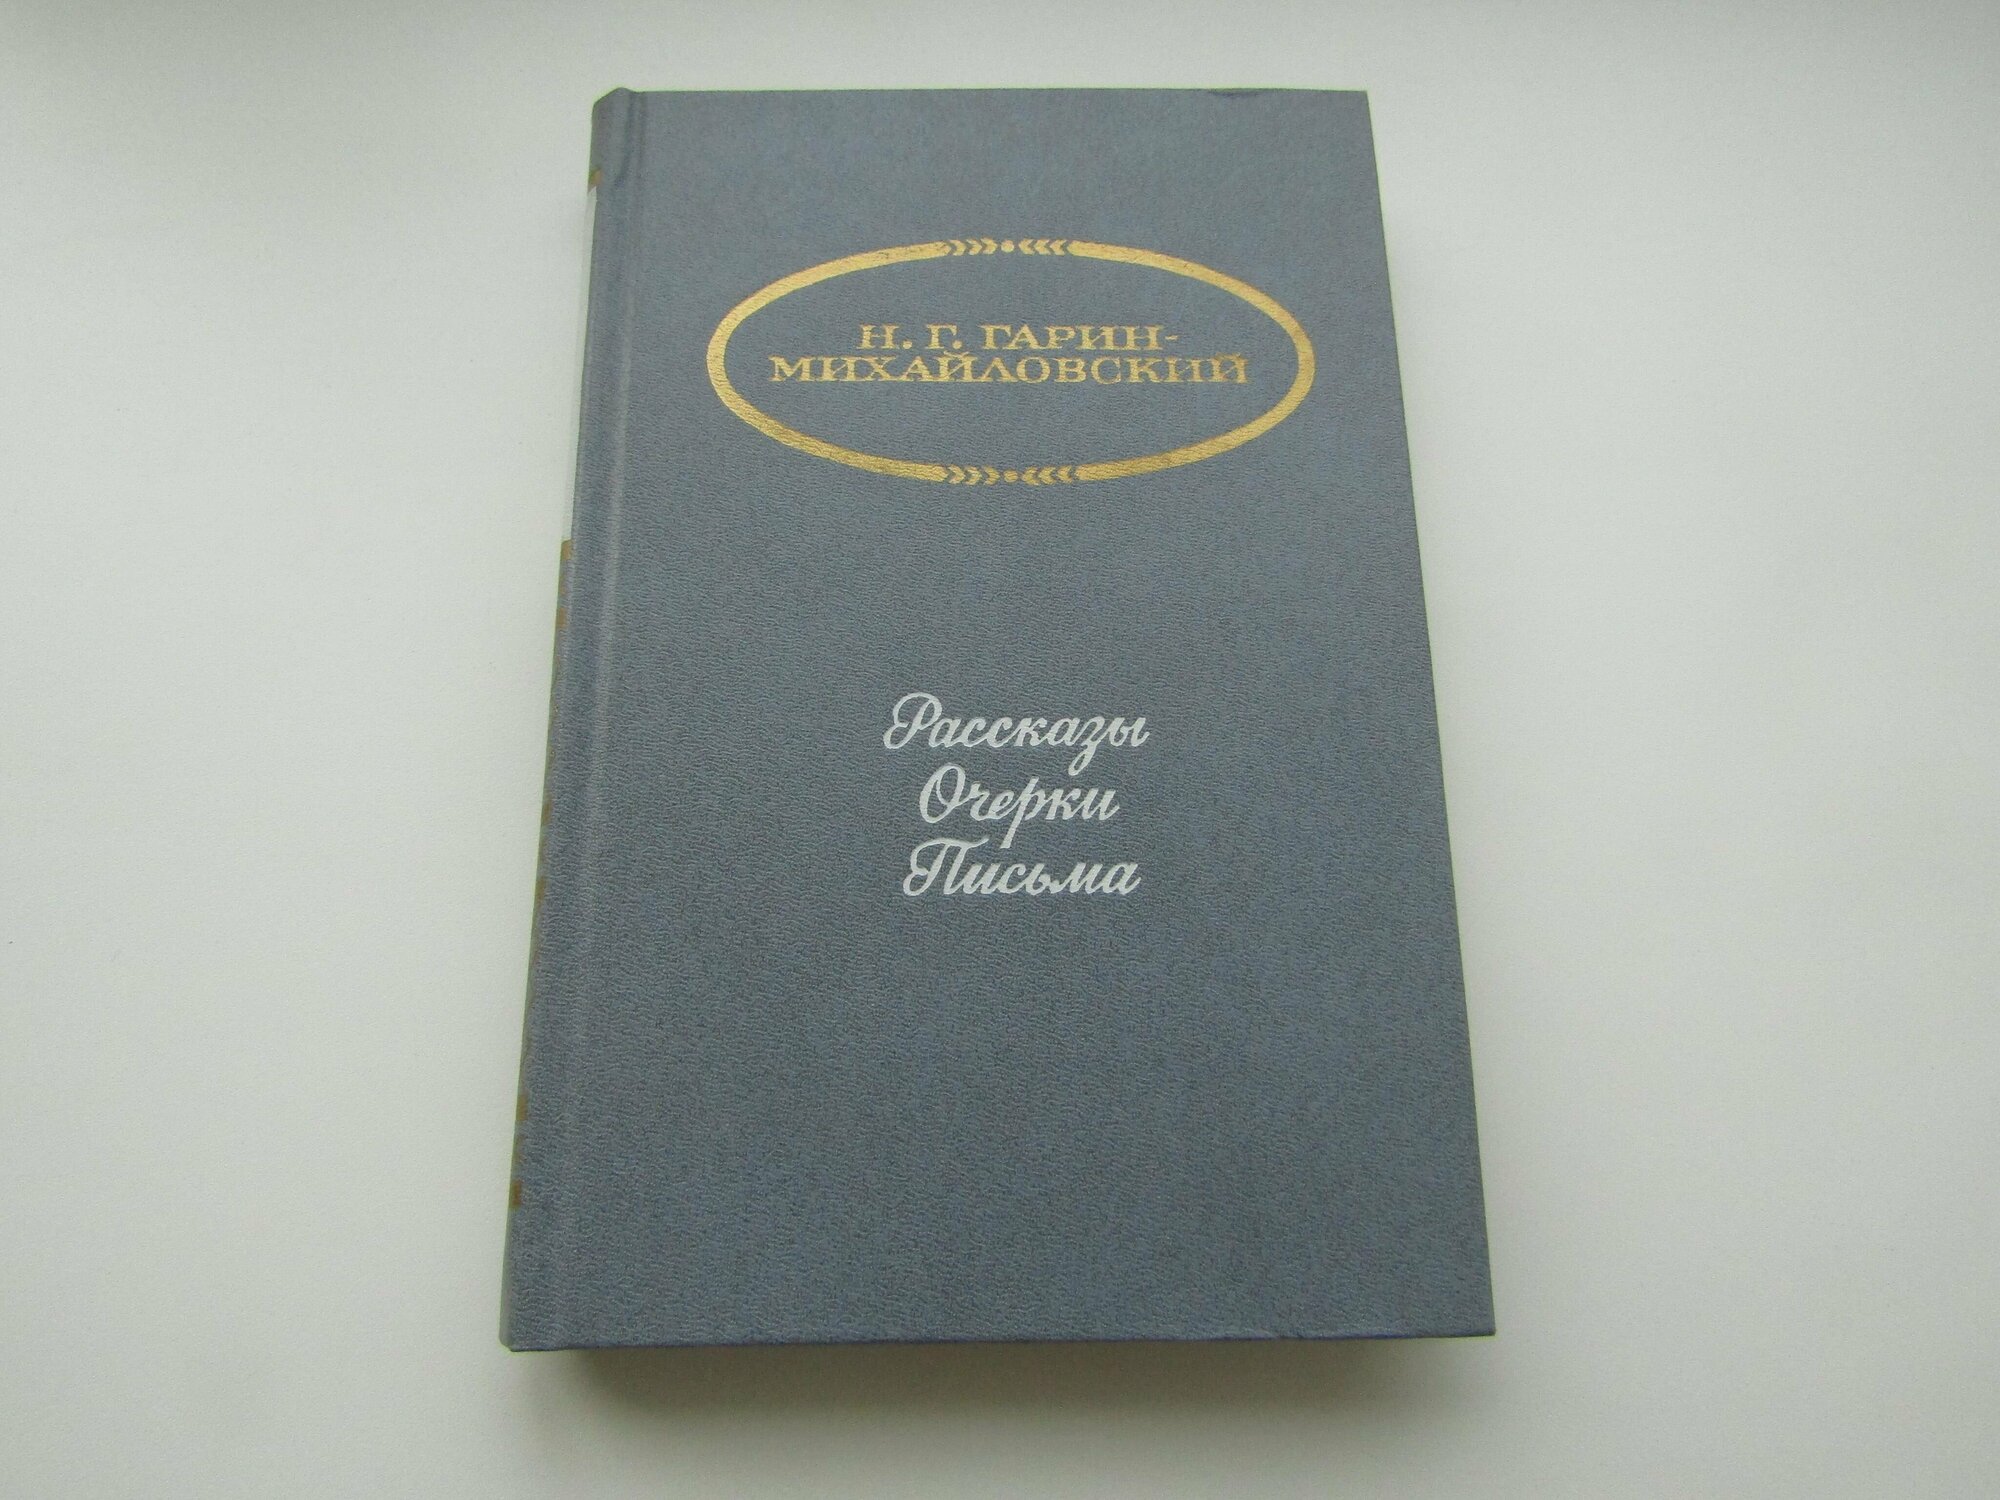 Н. Г. ГАРИН-
МИХАЙЛОВСКИЙ
Рассказы
Очерки
Письма